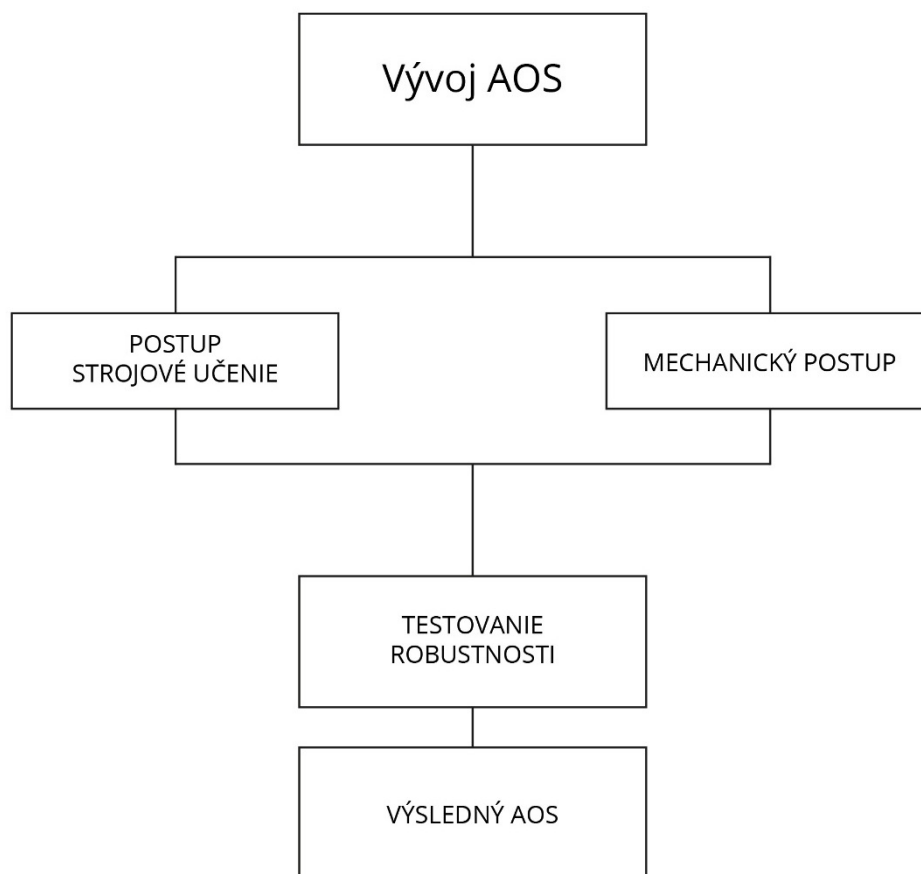 Vývoj AOS
POSTUP
STROJOVÉ UČENIE
MECHANICKÝ POSTUP
TESTOVANIE
ROBUSTNOSTI
VÝSLEDNÝ AOS